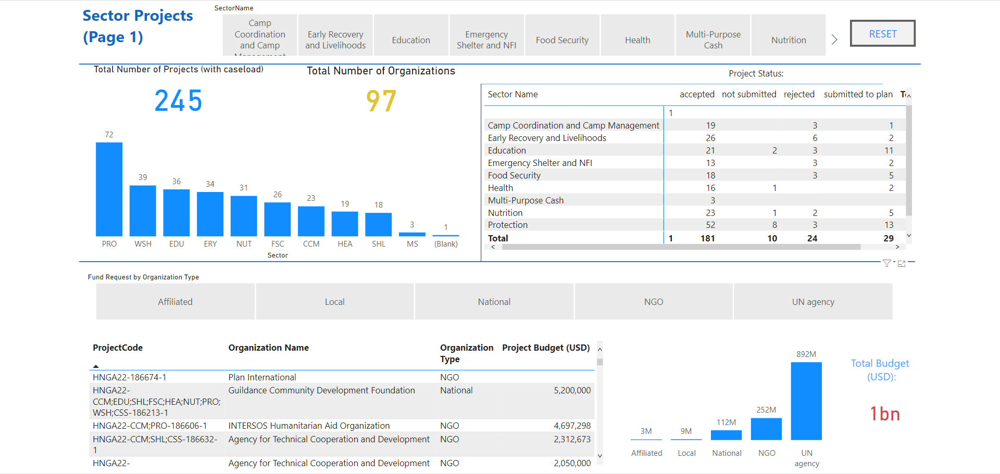 Sector Projects
(Page 1)
SectorName
Camp
Coordination
and Camp
Management
Early Recovery
and Livelihoods
Education
Emergency
Shelter and NFI
Food Security
Health
Multi-Purpose
Cash
Nutrition
RESET
Total Number of Projects (with caseload)
245
Total Number of Organizations
97
72
39
36
34
31
26
23
19
18
3
1
PRO WSH EDU ERY NUT FSC CCM HEA SHL MS (Blank)
Sector
Project Status:
Sector Name accepted not submitted rejected submitted to plan
1
Camp Coordination and Camp Management 19 3 1
Early Recovery and Livelihoods 26 6 2
Education 21 2 3 11
Emergency Shelter and NFI 13 3 2
Food Security 18 3 5
Health 16 1 2
Multi-Purpose Cash 3
Nutrition 23 1 2 5
Protection 52 8 3 13
Total 1 181 10 24 29
Fund Request by Organization Type
Affiliated
Local
National
NGO
UN agency
ProjectCode Organization Name Organization Project Budget (USD)
Type
HNGA22-186674-1 Plan International NGO
HNGA22- Guildance Community Development Foundation National 5,200,000
CCM;EDU;SHL;FSC;HEA;NUT;PRO;
WSH;CSS-186213-1
HNGA22-CCM;PRO-186606-1 INTERSOS Humanitarian Aid Organization NGO 4,697,298
HNGA22-CCM;SHL;CSS-186632- Agency for Technical Cooperation and Development NGO 2,312,673
1
HNGA22- Agency for Technical Cooperation and Development NGO 2,050,000
3M
9M
112M
252M
892M
Affiliated Local National NGO UN
agency
Total Budget
(USD):
1bn